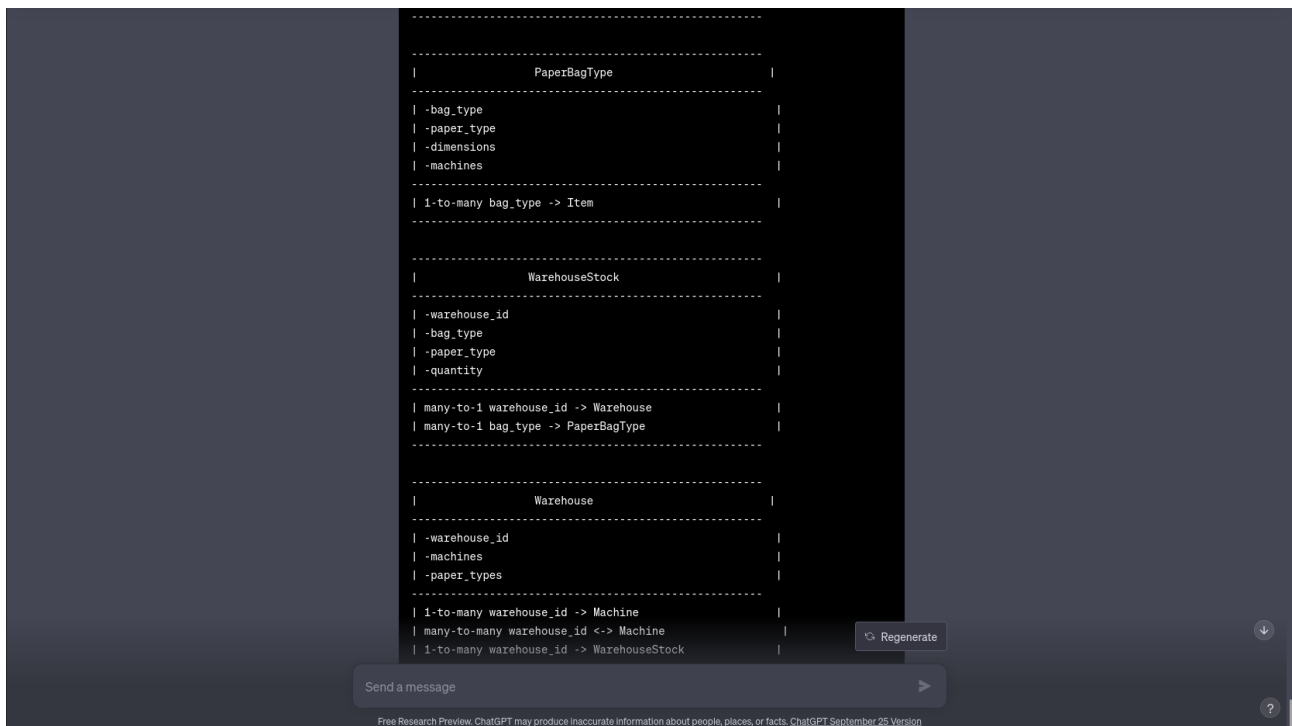 ------------------------------------------------------
------------------------------------------------------
|                  PaperBagType                        |
------------------------------------------------------
| -bag_type                                             |
| -paper_type                                           |
| -dimensions                                           |
| -machines                                             |
------------------------------------------------------
| 1-to-many bag_type -> Item                            |
------------------------------------------------------
------------------------------------------------------
|                 WarehouseStock                        |
------------------------------------------------------
| -warehouse_id                                         |
| -bag_type                                             |
| -paper_type                                           |
| -quantity                                             |
------------------------------------------------------
| many-to-1 warehouse_id -> Warehouse                   |
| many-to-1 bag_type -> PaperBagType                    |
------------------------------------------------------
------------------------------------------------------
|                  Warehouse                           |
------------------------------------------------------
| -warehouse_id                                         |
| -machines                                             |
| -paper_types                                          |
------------------------------------------------------
| 1-to-many warehouse_id -> Machine                     |
| many-to-many warehouse_id <-> Machine                  |
| 1-to-many warehouse_id -> WarehouseStock              |
Regenerate
Send a message
?
Free Research Preview. ChatGPT may produce inaccurate information about people, places, or facts. ChatGPT September 25 Version